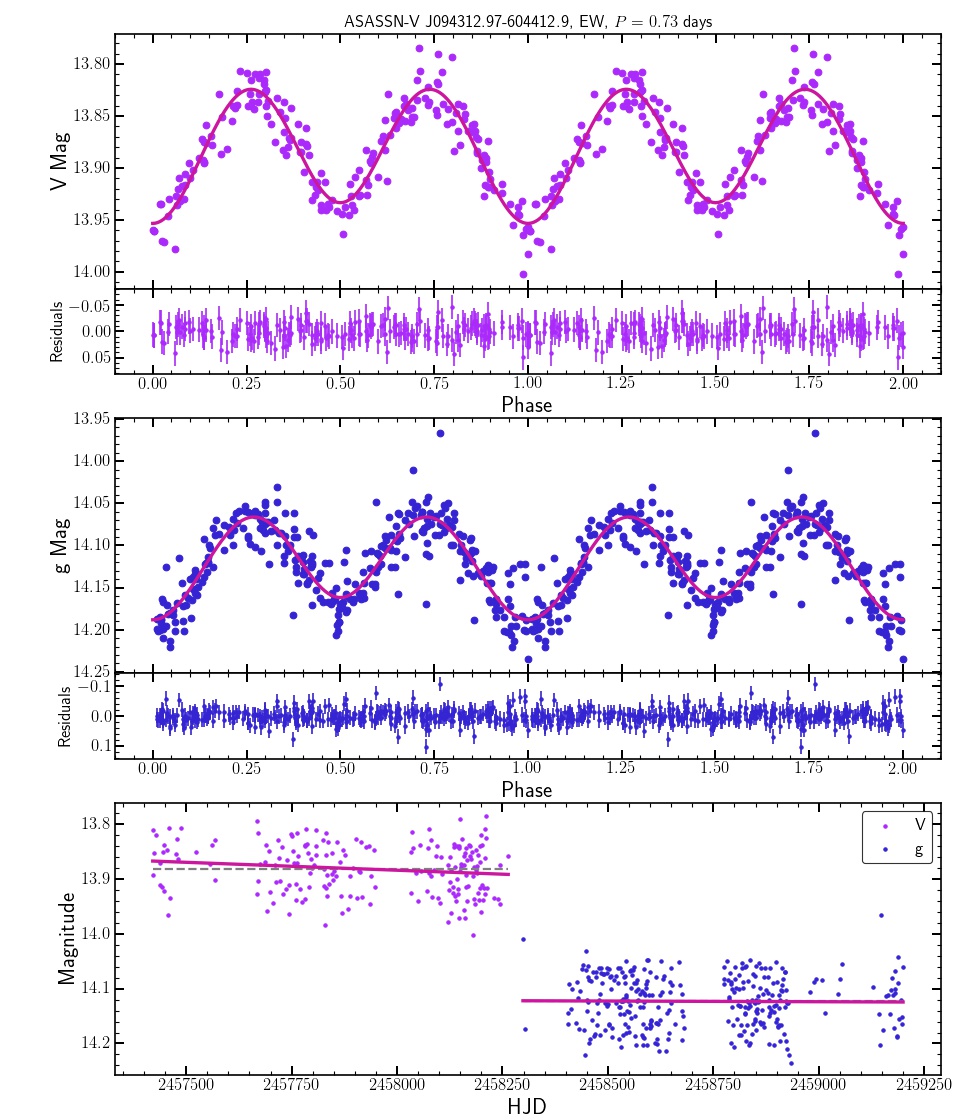 ASASSN-V J094312.97-604412.9, EW, P = 0.73 days
13.80
13.85
13.90
13.95
14.00
V Mag
−0.05
0.00
0.05
Residuals
0.00 0.25 0.50 0.75 1.00 1.25 1.50 1.75 2.00
Phase
13.95
14.00
14.05
14.10
14.15
14.20
14.25
g Mag
−0.1
0.0
0.1
Residuals
0.00 0.25 0.50 0.75 1.00 1.25 1.50 1.75 2.00
Phase
13.8
13.9
14.0
14.1
14.2
Magnitude
V
g
2457500 2457750 2458000 2458250 2458500 2458750 2459000 2459250
HJD